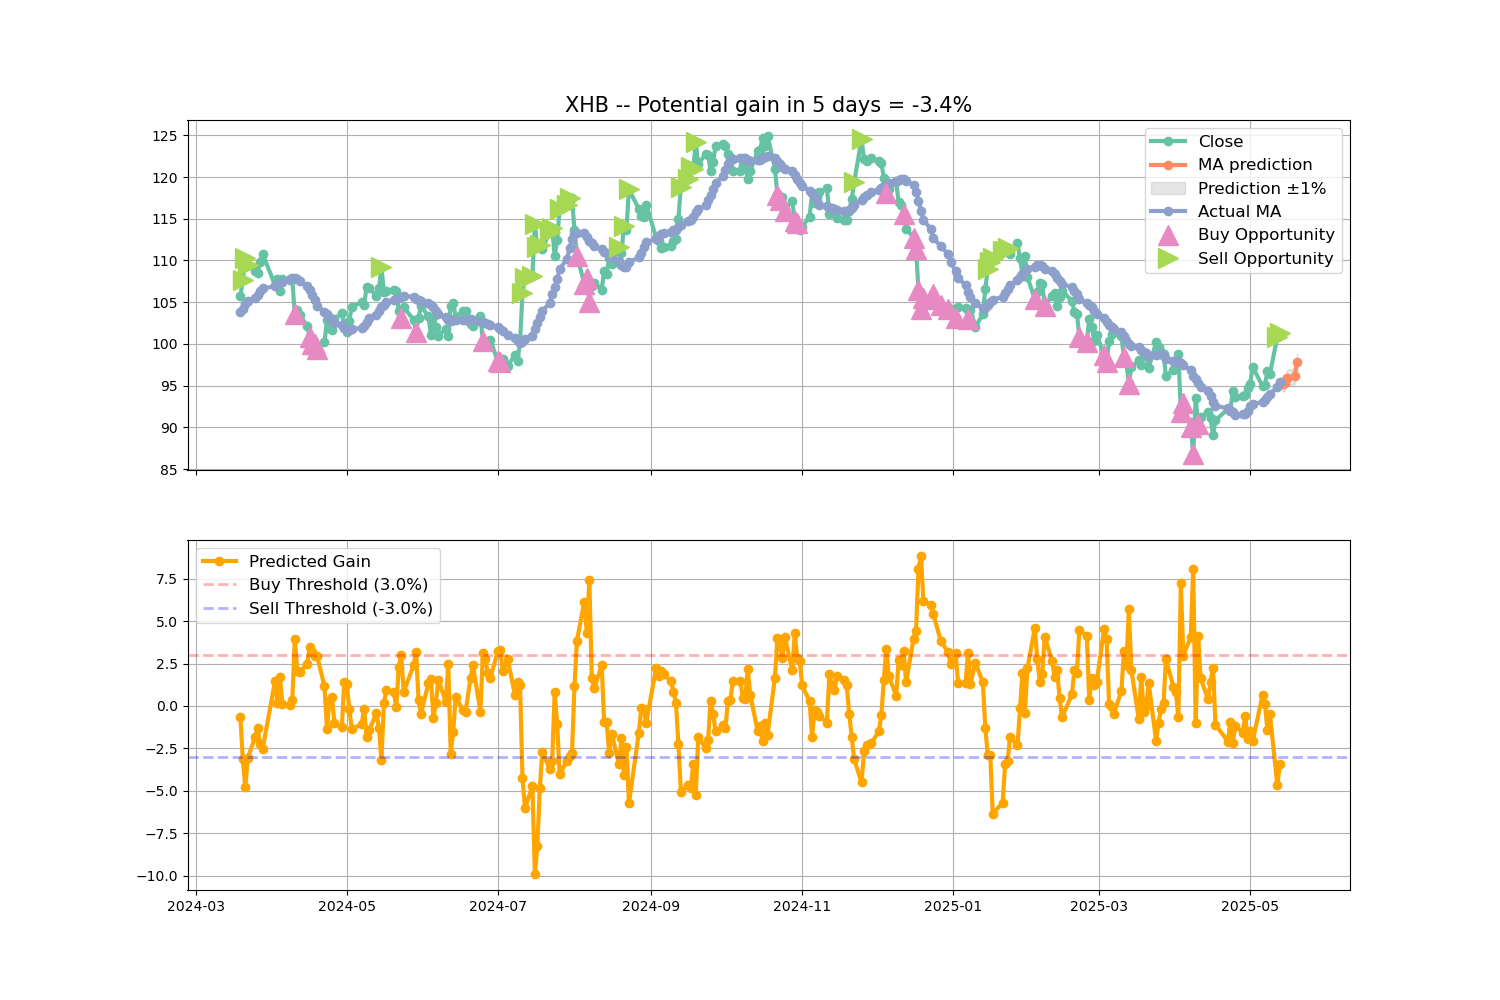 XHB -- Potential gain in 5 days = -3.4%
125
120
115
110
105
100
95
90
85
Close
MA prediction
Prediction ±1%
Actual MA
Buy Opportunity
Sell Opportunity
7.5
5.0
2.5
0.0
−2.5
−5.0
−7.5
−10.0
Predicted Gain
Buy Threshold (3.0%)
Sell Threshold (-3.0%)
2024-03 2024-05 2024-07 2024-09 2024-11 2025-01 2025-03 2025-05